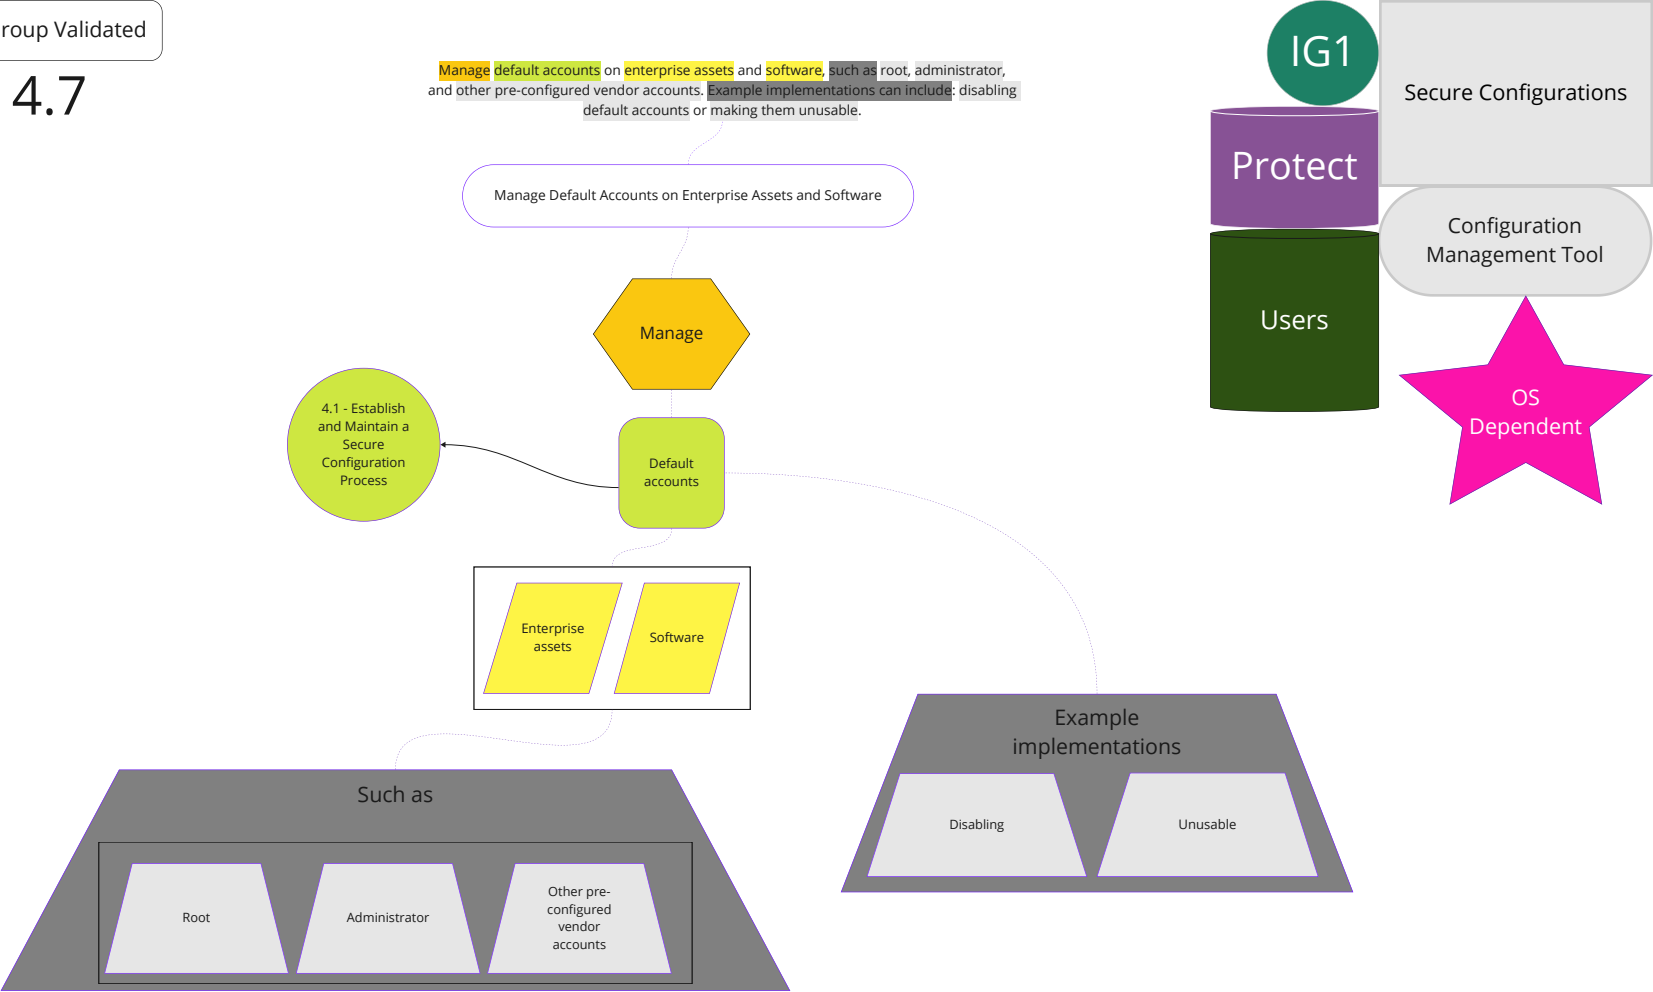 roup Validated
4.7
Manage default accounts on enterprise assets and software, such as root, administrator,
and other pre-configured vendor accounts. Example implementations can include: disabling
default accounts or making them unusable.
Manage Default Accounts on Enterprise Assets and Software
Manage
4.1 - Establish
and Maintain a
Secure
Configuration
Process
Default
accounts
Enterprise
assets
Software
Such as
Root
Administrator
Other pre-
configured
vendor
accounts
Example
implementations
Disabling
Unusable
IG1
Secure Configurations
Protect
Configuration
Management Tool
Users
OS
Dependent